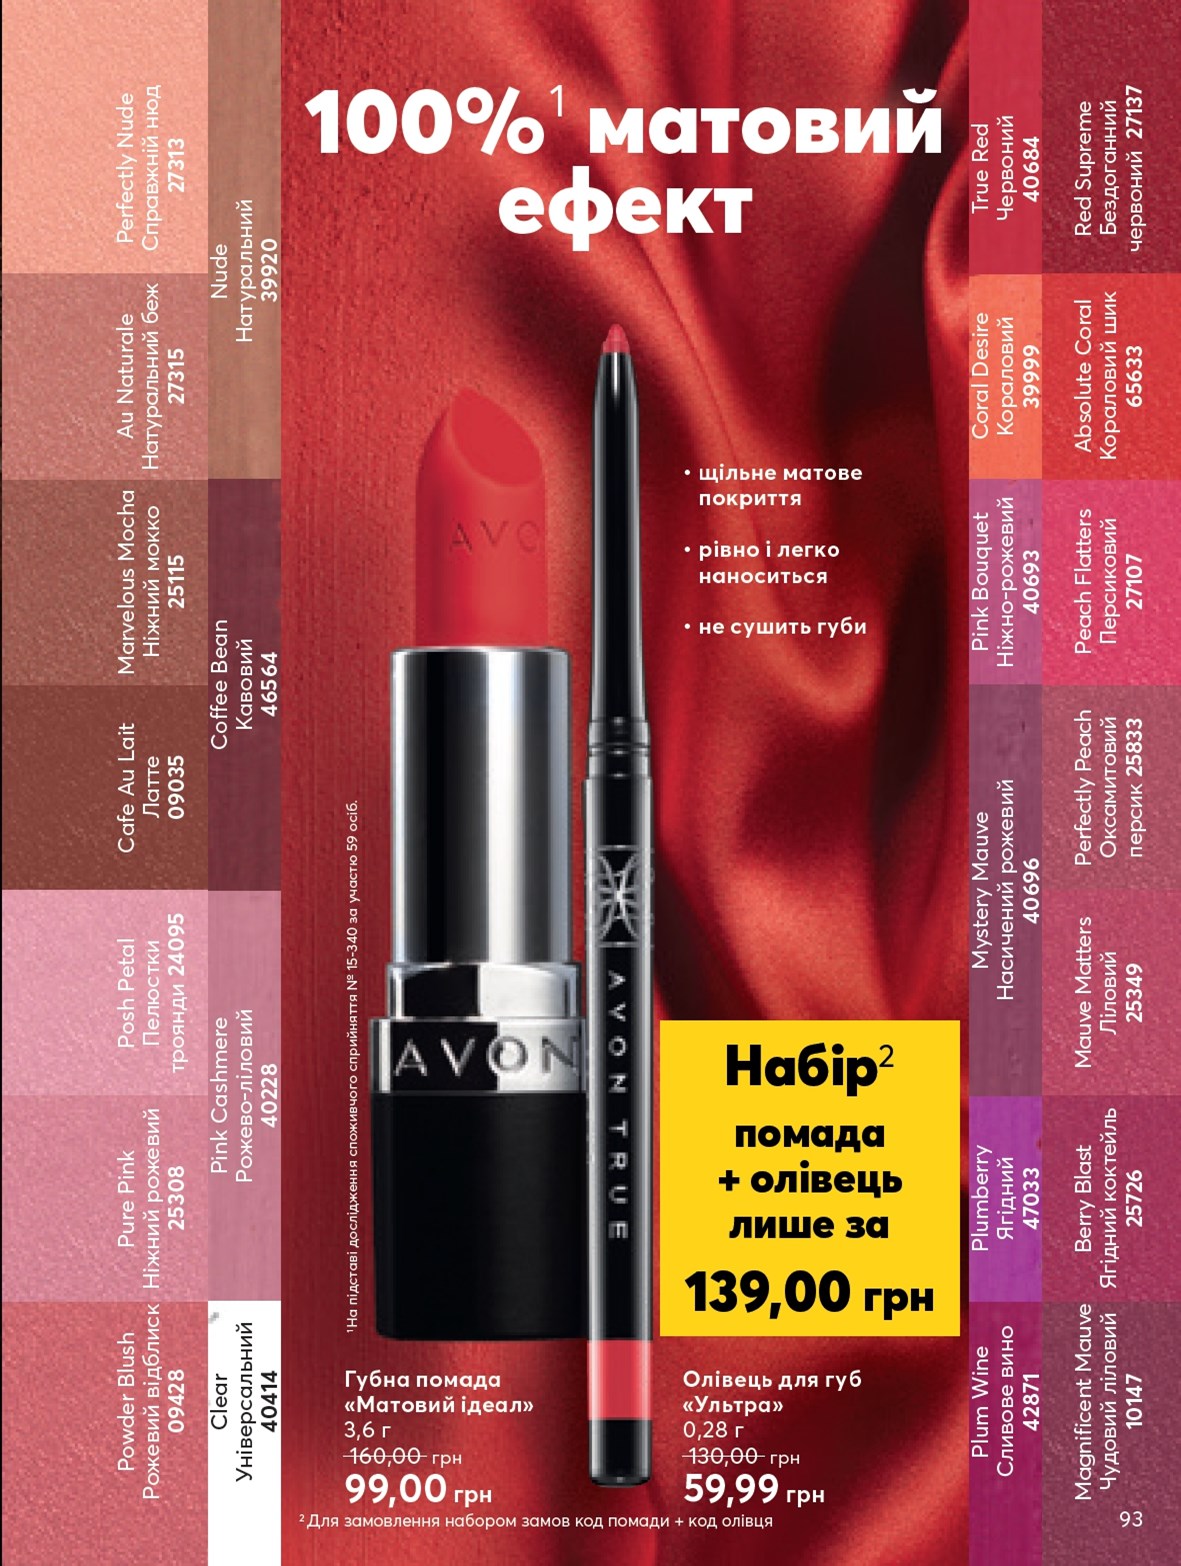 100%¹ матовий
ефект
• щільне матове
покриття
• рівно і легко
наноситься
• не сушить губи
AVON
AVON
AVON TRUE
Набір²
помада
+ олівець
лише за
139,00 грн
Губна помада
«Матовий ідеал»
3,6 г
160,00 грн
99,00 грн
Олівець для губ
«Ультра»
0,28 г
130,00 грн
59,99 грн
² Для замовлення набором замов код помади + код олівця
¹ На підставі дослідження споживчого сприйняття № 15-340 за участю 59 осіб.
Perfectly Nude
Справжній нюд
27313
Au Naturale
Натуральний беж
27315
Marvelous Mocha
Ніжний мокко
25115
Cafe Au Lait
Латте
09035
Posh Petal
Пелюстки
троянди 24095
Pure Pink
Ніжний рожевий
25308
Powder Blush
Рожевий відблиск
09428
Nude
Натуральний
39920
Coffee Bean
Кавовий
46564
Pink Cashmere
Рожево-ліловий
40228
Clear
Універсальний
40414
True Red
Червоний
40684
Coral Desire
Кораловий
39999
Pink Bouquet
Ніжно-рожевий
40693
Mystery Mauve
Насичений рожевий
40696
Plumberry
Ягідний
47033
Plum Wine
Сливове вино
42871
Red Supreme
Бездоганний
червоний 27137
Absolute Coral
Кораловий шик
65633
Peach Flatters
Персиковий
27107
Perfectly Peach
Оксамитовий
персик 25833
Mauve Matters
Ліловий
25349
Berry Blast
Ягідний коктейль
25726
Magnificent Mauve
Чудовий ліловий
10147
93